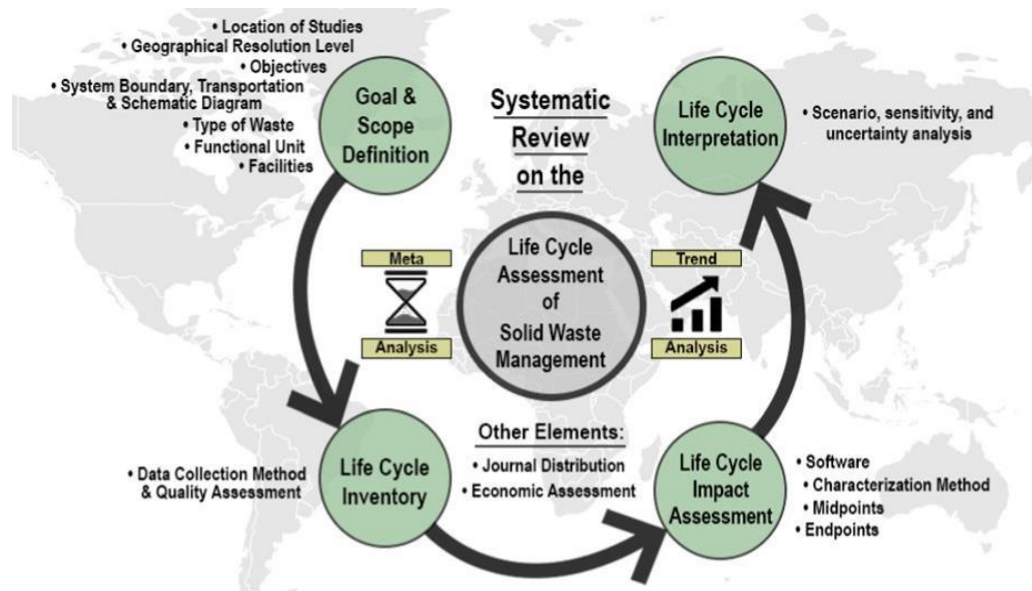 • Location of Studies
• Geographical Resolution Level
• Objectives
• System Boundary, Transportation
& Schematic Diagram
• Type of Waste
• Functional Unit
• Facilities
Goal &
Scope
Definition
Systematic
Review
on the
Life Cycle
Interpretation
• Scenario, sensitivity, and
uncertainty analysis
Meta
Analysis
Life Cycle
Assessment
of
Solid Waste
Management
Trend
Analysis
• Data Collection Method
& Quality Assessment
Life Cycle
Inventory
Other Elements:
• Journal Distribution
• Economic Assessment
Life Cycle
Impact
Assessment
• Software
• Characterization Method
• Midpoints
• Endpoints